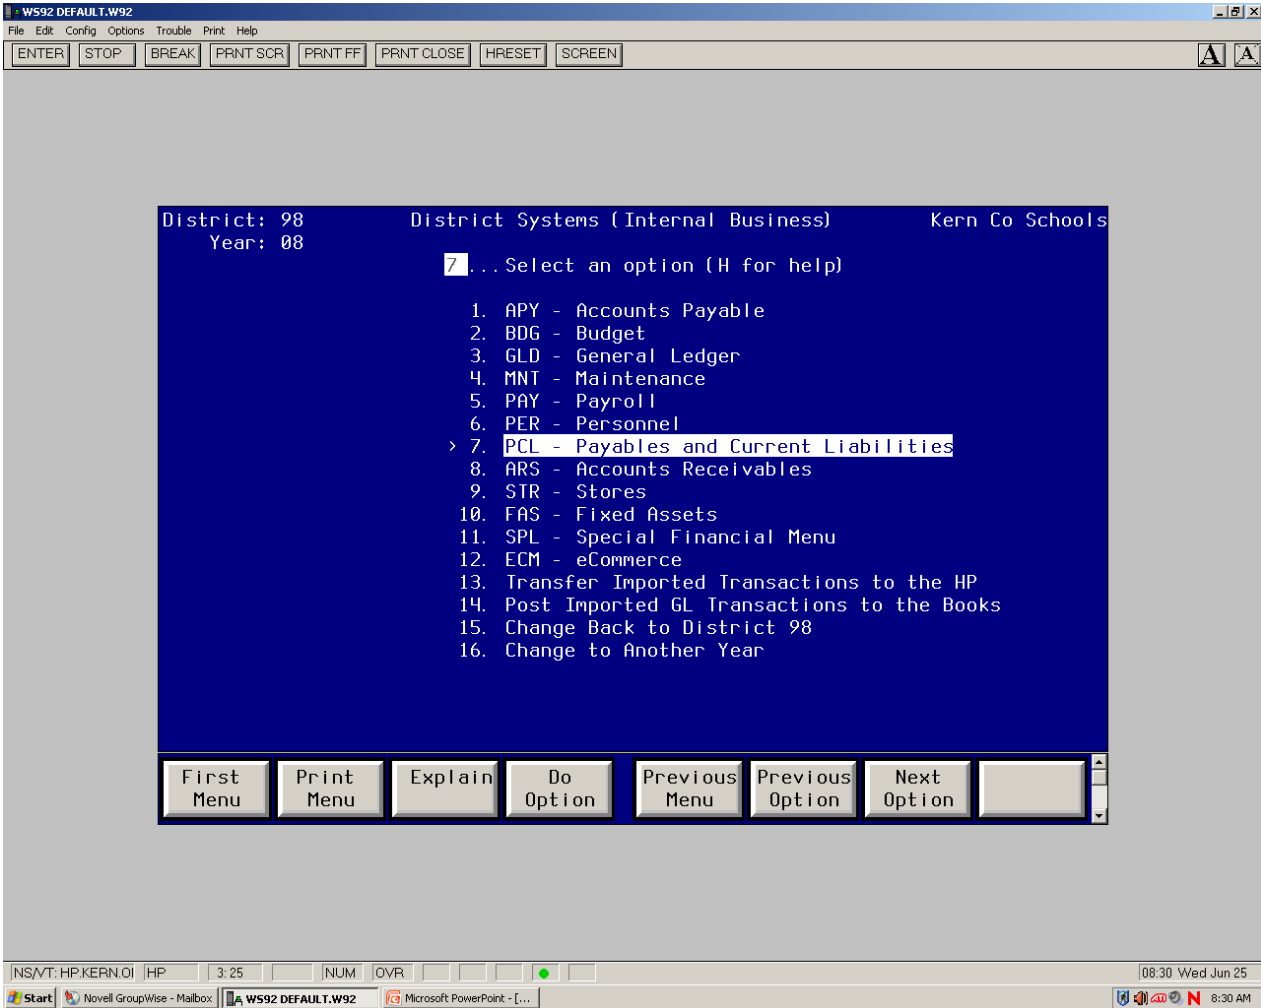 WS92 DEFAULT.W92
File Edit Config Options Trouble Print Help
ENTER STOP BREAK PRNT SCR PRNT FF PRNT CLOSE HRESET SCREEN A A
District: 98 District Systems (Internal Business) Kern Co Schools
Year: 08
7 ...Select an option (H for help)
1. APY - Accounts Payable
2. BDG - Budget
3. GLD - General Ledger
4. MNT - Maintenance
5. PAY - Payroll
6. PER - Personnel
> 7. PCL - Payables and Current Liabilities
8. ARS - Accounts Receivables
9. STR - Stores
10. FAS - Fixed Assets
11. SPL - Special Financial Menu
12. ECM - eCommerce
13. Transfer Imported Transactions to the HP
14. Post Imported GL Transactions to the Books
15. Change Back to District 98
16. Change to Another Year
First Print Explain Do Previous Previous Next
Menu Menu Option Menu Option Option
NS/VT: HP.KERN.O HP 3: 25 NUM OVR 08:30 Wed Jun 25
Start Novell GroupWise - Mailbox WS92 DEFAULT.W92 Microsoft PowerPoint - [... N 8:30 AM